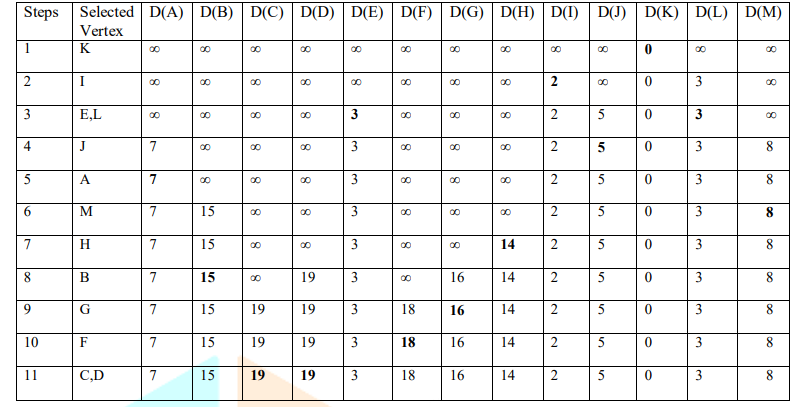 Steps Selected Vertex D(A) D(B) D(C) D(D) D(E) D(F) D(G) D(H) D(I) D(J) D(K) D(L) D(M)
1 K ∞ ∞ ∞ ∞ ∞ ∞ ∞ ∞ ∞ ∞ 0 ∞ ∞
2 I ∞ ∞ ∞ ∞ ∞ ∞ ∞ ∞ 2 ∞ 0 3 ∞
3 E,L ∞ ∞ ∞ ∞ 3 ∞ ∞ ∞ 2 5 0 3 ∞
4 J 7 ∞ ∞ ∞ 3 ∞ ∞ ∞ 2 5 0 3 8
5 A 7 ∞ ∞ ∞ 3 ∞ ∞ ∞ 2 5 0 3 8
6 M 7 15 ∞ ∞ 3 ∞ ∞ ∞ 2 5 0 3 8
7 H 7 15 ∞ ∞ 3 ∞ ∞ 14 2 5 0 3 8
8 B 7 15 ∞ 19 3 ∞ 16 14 2 5 0 3 8
9 G 7 15 19 19 3 18 16 14 2 5 0 3 8
10 F 7 15 19 19 3 18 16 14 2 5 0 3 8
11 C,D 7 15 19 19 3 18 16 14 2 5 0 3 8